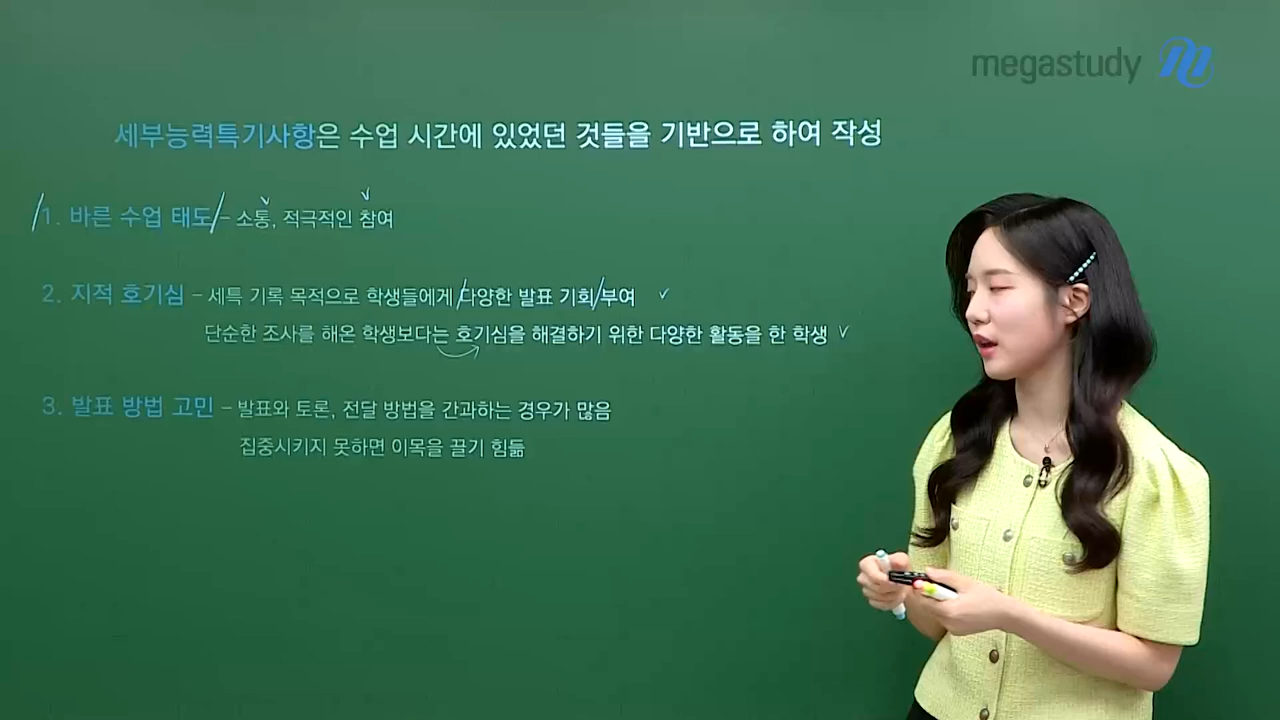 megastudy
세부능력특기사항은 수업 시간에 있었던 것들을 기반으로 하여 작성
1. 바른 수업 태도 - 소통, 적극적인 참여
2. 지적 호기심 - 세특 기록 목적으로 학생들에게 다양한 발표 기회 부여
단순한 조사를 해온 학생보다는 호기심을 해결하기 위한 다양한 활동을 한 학생
3. 발표 방법 고민 - 발표와 토론, 전달 방법을 간과하는 경우가 많음
집중시키지 못하면 이목을 끌기 힘듦